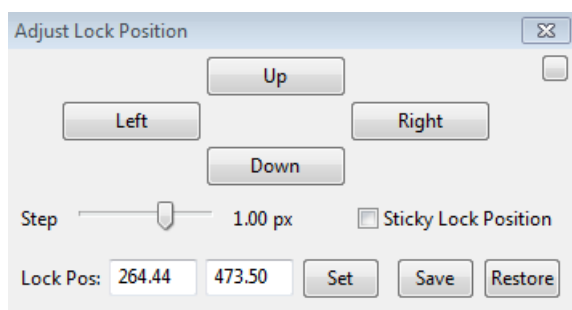 Adjust Lock Position
Up
Left Right
Down
Step 1.00 px Sticky Lock Position
Lock Pos: 264.44 473.50 Set Save Restore